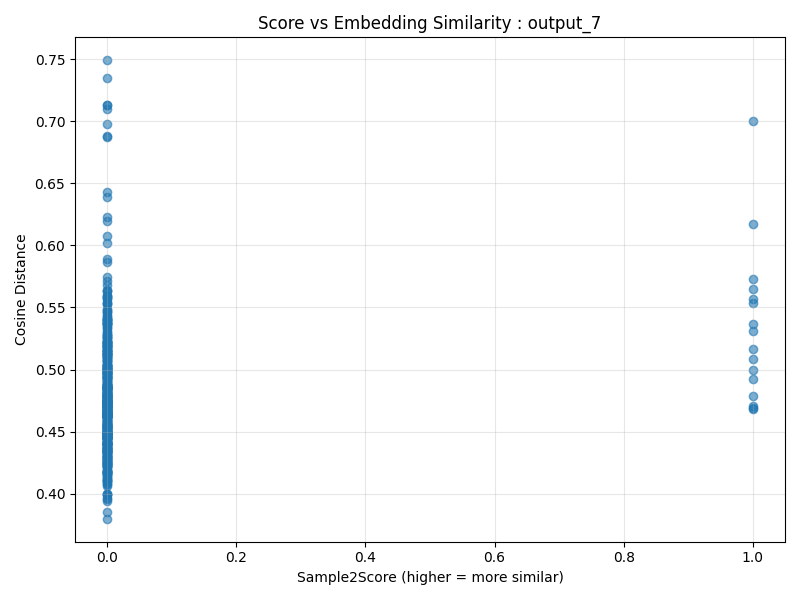 Score vs Embedding Similarity : output_7
Cosine Distance
0.75
0.70
0.65
0.60
0.55
0.50
0.45
0.40
0.0 0.2 0.4 0.6 0.8 1.0
Sample2Score (higher = more similar)